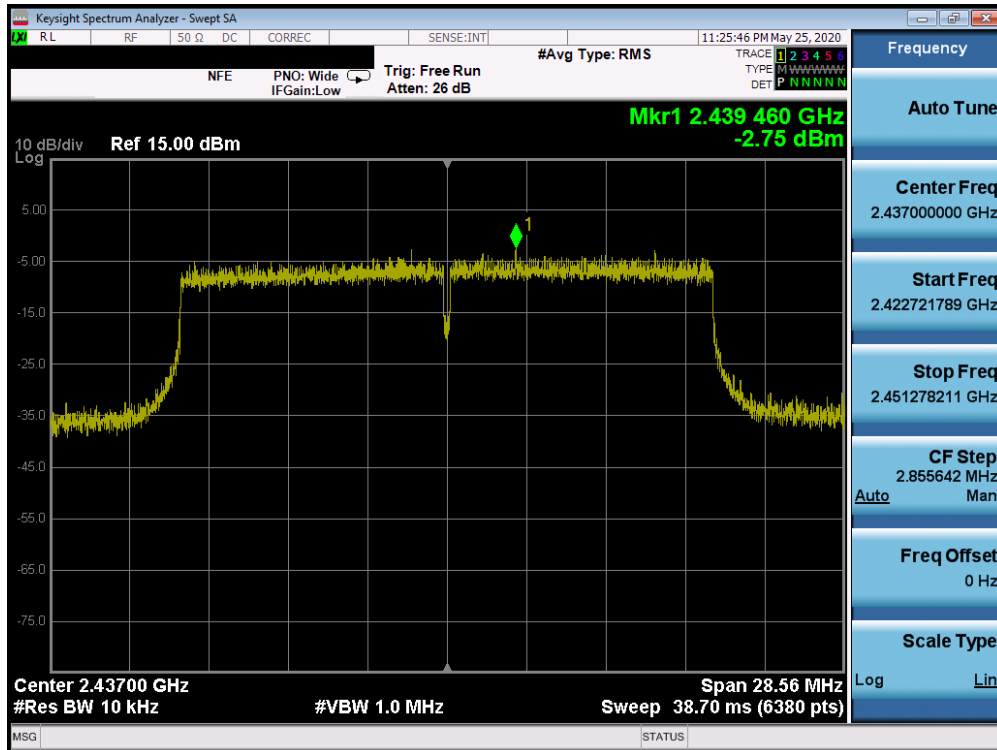 Keysight Spectrum Analyzer - Swept SA
LXI RL RF 50 Ω DC CORREC SENSE:INT 11:25:46 PM May 25, 2020
#Avg Type: RMS TRACE 1 2 3 4 5 6
NFE PNO: Wide Trig: Free Run TYPE M WWWWW
IFGain:Low Atten: 26 dB DET P N N N N N
Mkr1 2.439 460 GHz
-2.75 dBm
10 dB/div Ref 15.00 dBm
Log
1
5.00
-5.00
-15.0
-25.0
-35.0
-45.0
-55.0
-65.0
-75.0
Center 2.43700 GHz Span 28.56 MHz
#Res BW 10 kHz #VBW 1.0 MHz Sweep 38.70 ms (6380 pts)
MSG STATUS
Frequency
Auto Tune
Center Freq
2.437000000 GHz
Start Freq
2.422721789 GHz
Stop Freq
2.451278211 GHz
CF Step
2.855642 MHz
Auto Man
Freq Offset
0 Hz
Scale Type
Log Lin